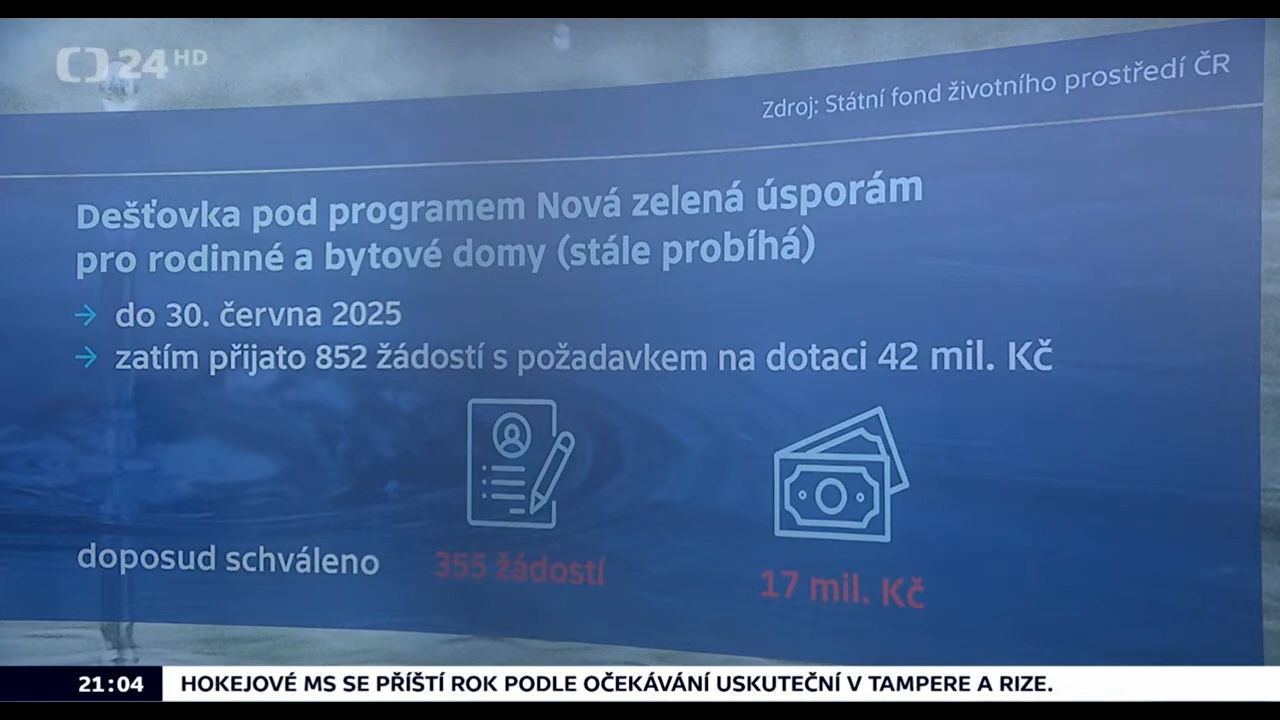 24 HD
Zdroj: Státní fond životního prostředí ČR
Dešťovka pod programem Nová zelená úsporám
pro rodinné a bytové domy (stále probíhá)
→ do 30. června 2025
→ zatím přijato 852 žádostí s požadavkem na dotaci 42 mil. Kč
doposud schváleno 355 žádostí 17 mil. Kč
21:04 HOKEJOVÉ MS SE PŘÍŠTÍ ROK PODLE OČEKÁVÁNÍ USKUTEČNÍ V TAMPERE A RIZE.